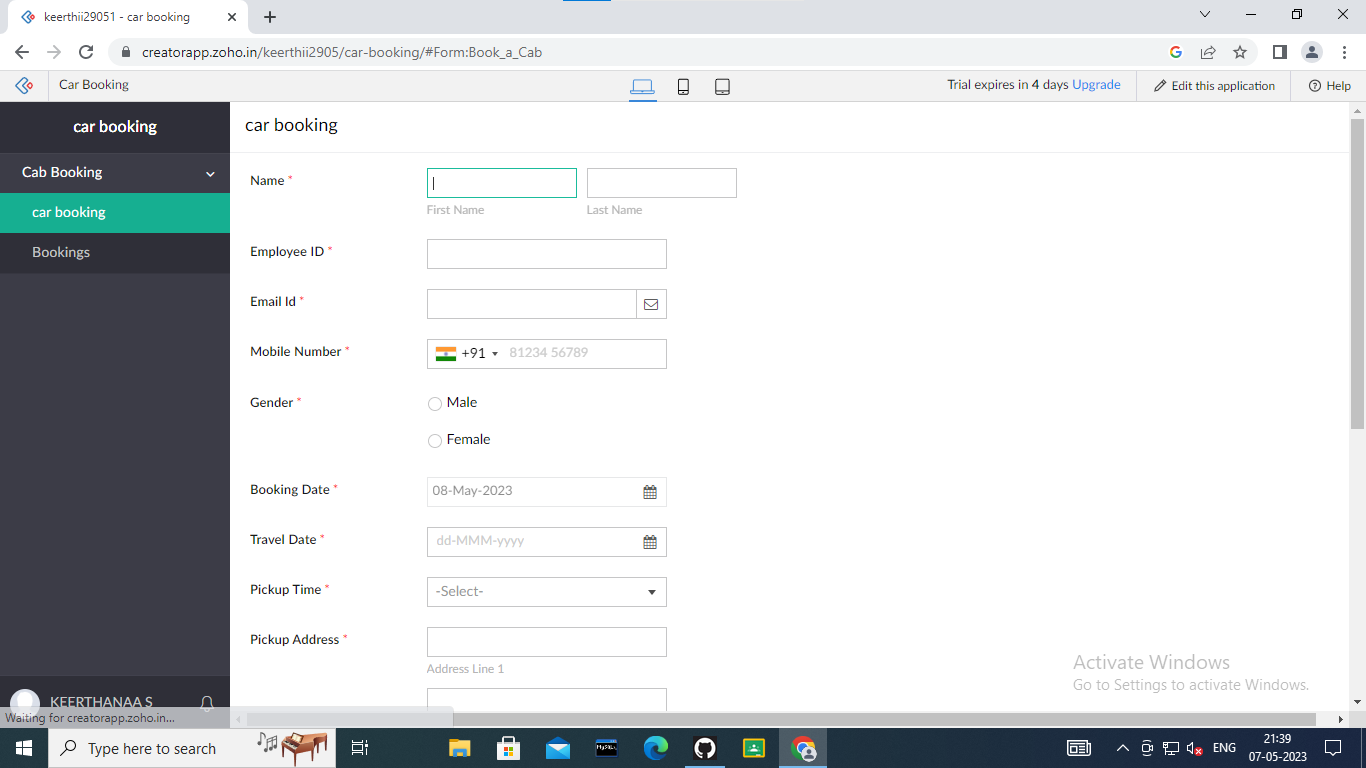 keerthii29051 - car booking
creatorapp.zoho.in/keerthii2905/car-booking/#Form:Book_a_Cab
Car Booking
Trial expires in 4 days Upgrade
Edit this application
Help
car booking
Cab Booking
car booking
Bookings
KEERTHANAA S
Waiting for creatorapp.zoho.in...
car booking
Name *
First Name
Last Name
Employee ID *
Email Id *
Mobile Number *
+91
81234 56789
Gender *
Male
Female
Booking Date *
08-May-2023
Travel Date *
dd-MMM-yyyy
Pickup Time *
-Select-
Pickup Address *
Address Line 1
Activate Windows
Go to Settings to activate Windows.
Type here to search
MySQL
ENG
21:39
07-05-2023